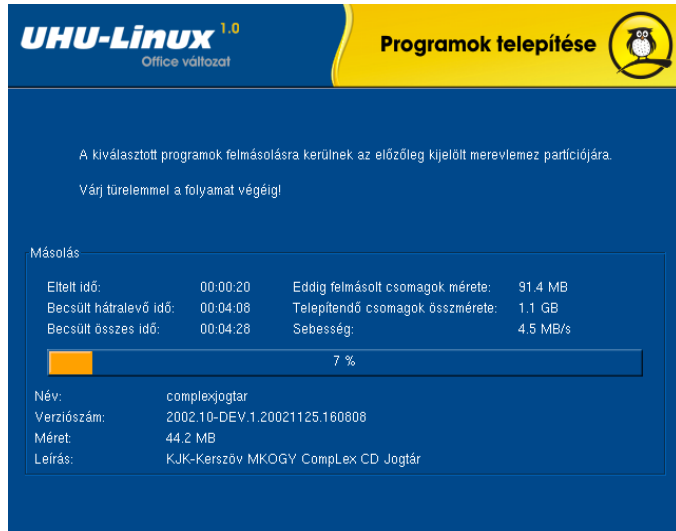 UHU-Linux 1.0
Office változat
Programok telepítése
A kiválasztott programok felmásolásra kerülnek az előzőleg kijelölt merevlemez partíciójára.
Várj türelemmel a folyamat végéig!
Másolás
Eltelt idő: 00:00:20 Eddig felmásolt csomagok mérete: 91.4 MB
Becsült hátralevő idő: 00:04:08 Telepítendő csomagok összmérete: 1.1 GB
Becsült összes idő: 00:04:28 Sebesség: 4.5 MB/s
7 %
Név: complexjogtar
Verziószám: 2002.10-DEV.1.20021125.160808
Méret: 44.2 MB
Leírás: KJK-Kerszöv MKOGY CompLex CD Jogtár